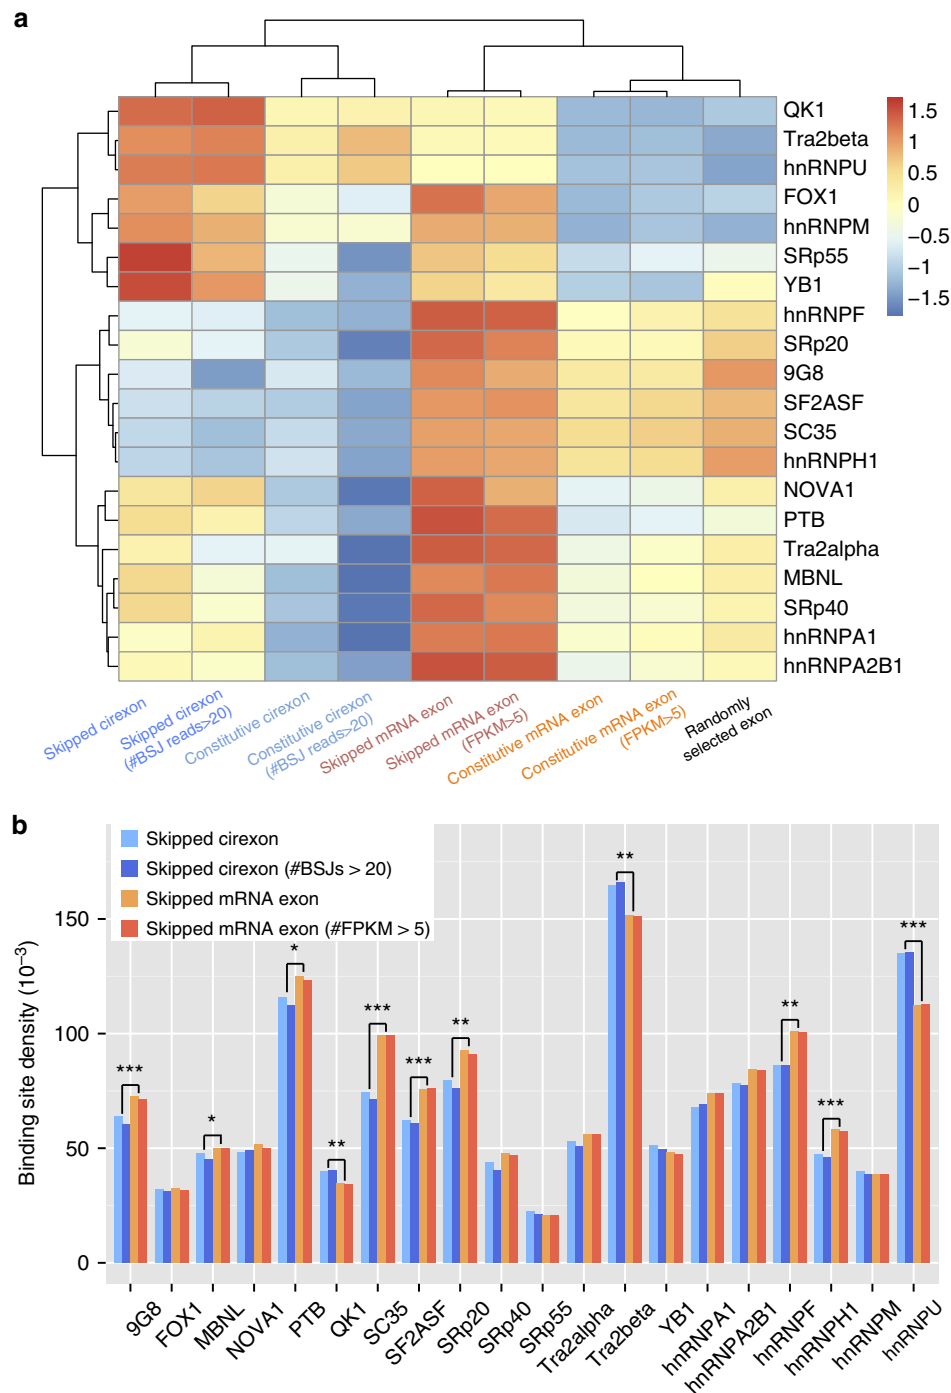 a
QK1
Tra2beta
hnRNPU
FOX1
hnRNPM
SRp55
YB1
hnRNPF
SRp20
9G8
SF2ASF
SC35
hnRNPH1
NOVA1
PTB
Tra2alpha
MBNL
SRp40
hnRNPA1
hnRNPA2B1
1.5
1
0.5
0
−0.5
−1
−1.5
Skipped cirexon
Skipped cirexon
(#BSJ reads>20)
Constitutive cirexon
Constitutive cirexon
(#BSJ reads>20)
Skipped mRNA exon
Skipped mRNA exon
(FPKM>5)
Constitutive mRNA exon
Constitutive mRNA exon
(FPKM>5)
Randomly
selected exon
b
Skipped cirexon
Skipped cirexon (#BSJs > 20)
Skipped mRNA exon
Skipped mRNA exon (#FPKM > 5)
Binding site density (10⁻³)
150
100
50
0
***
*
*
**
***
***
**
**
**
***
***
9G8
FOX1
MBNL
NOVA1
PTB
QK1
SC35
SF2ASF
SRp20
SRp40
SRp55
Tra2alpha
Tra2beta
YB1
hnRNPA1
hnRNPA2B1
hnRNPF
hnRNPH1
hnRNPM
hnRNPU